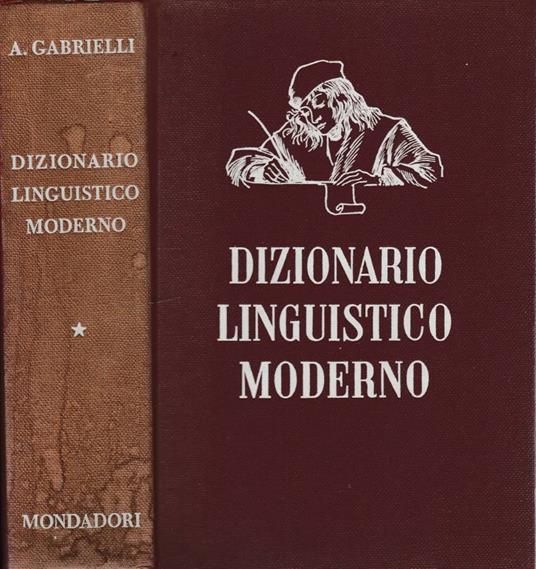 A. GABRIELLI
DIZIONARIO
LINGUISTICO
MODERNO
MONDADORI
DIZIONARIO
LINGUISTICO
MODERNO